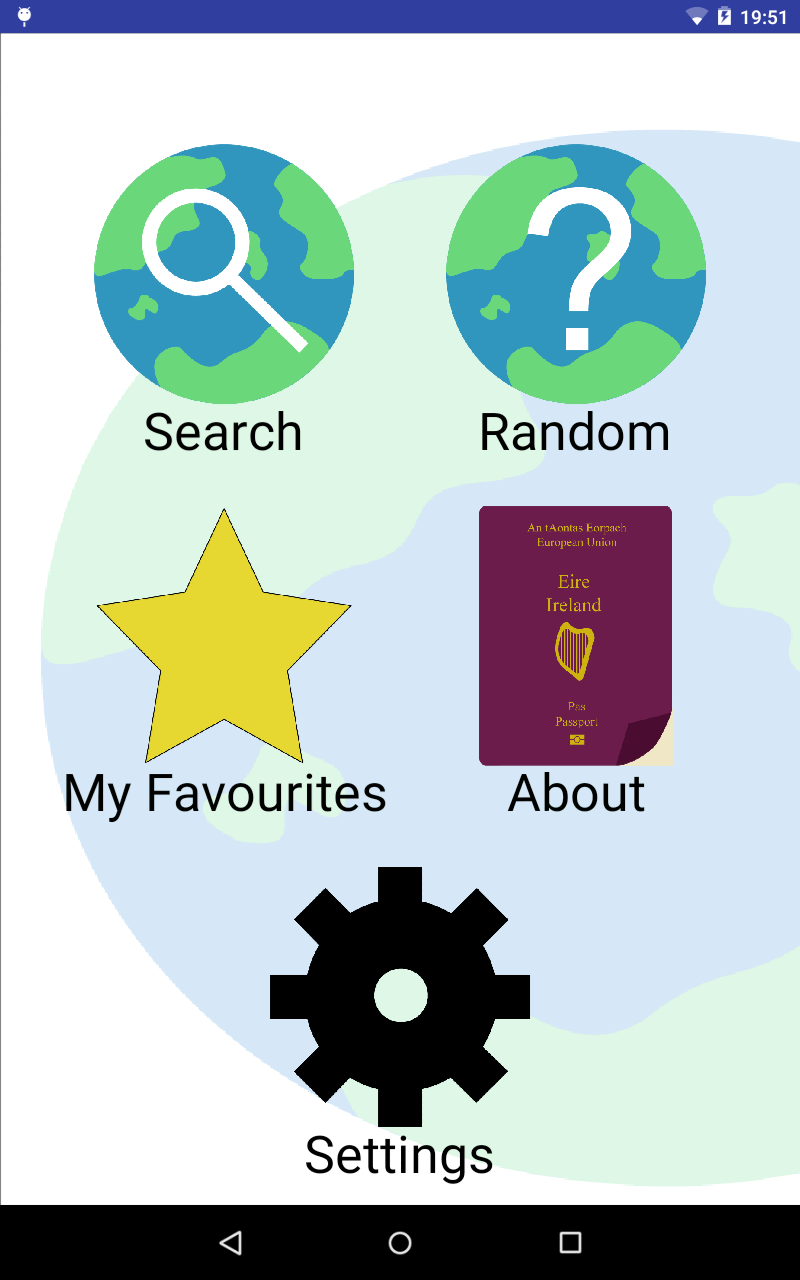 19:51
Search
Random
An tAontas Eorpach
European Union
Eire
Ireland
Pas
Passport
My Favourites
About
Settings